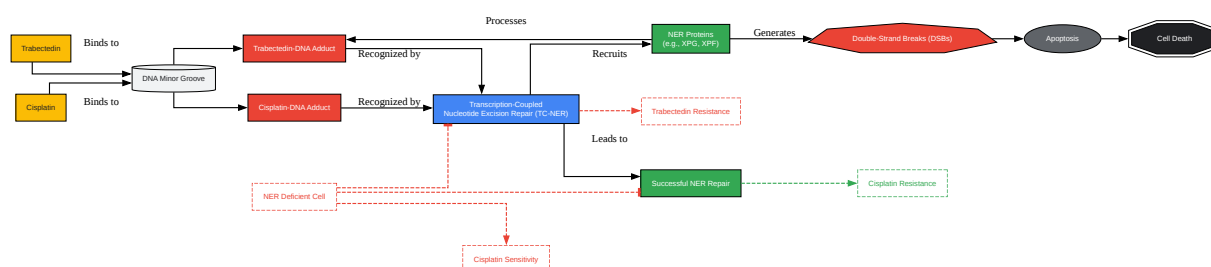 Processes
Trabectedin
Binds to
Trabectedin-DNA Adduct
Recognized by
NER Proteins
(e.g., XPG, XPF)
Recruits
Generates
Double-Strand Breaks (DSBs)
Apoptosis
Cell Death
DNA Minor Groove
Cisplatin
Binds to
Cisplatin-DNA Adduct
Recognized by
Transcription-Coupled
Nucleotide Excision Repair (TC-NER)
Trabectedin Resistance
Leads to
NER Deficient Cell
Successful NER Repair
Cisplatin Resistance
Cisplatin Sensitivity